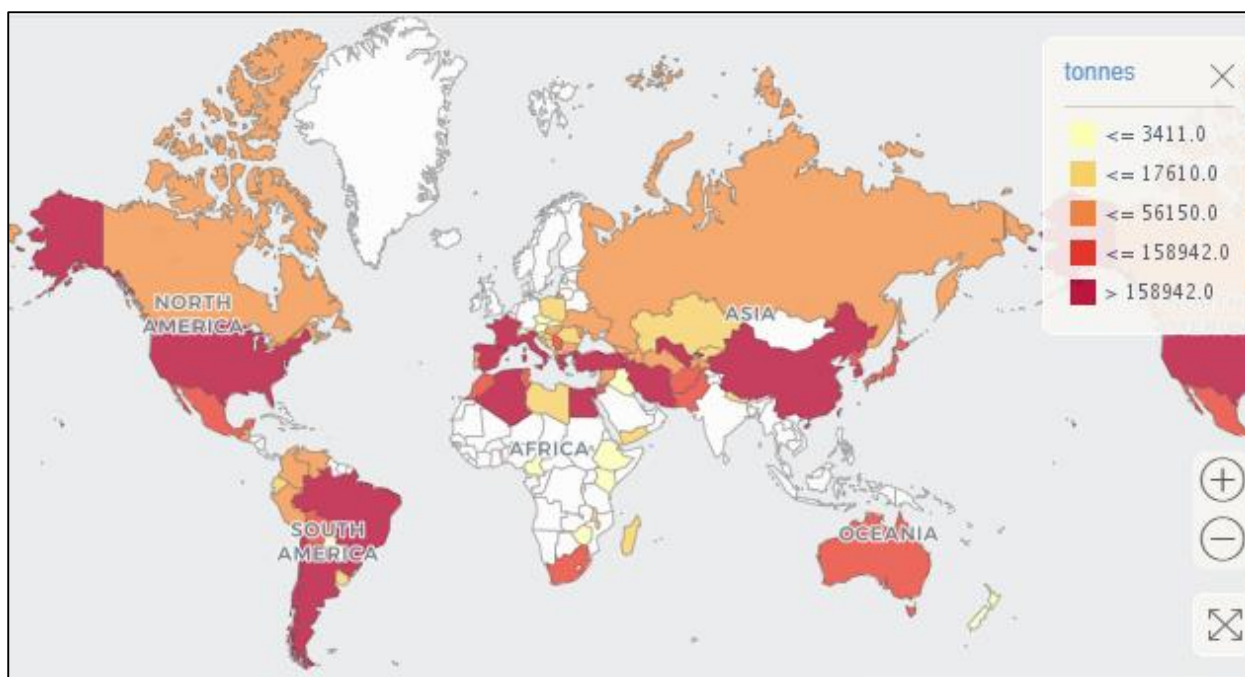 tonnes
<= 3411.0
<= 17610.0
<= 56150.0
<= 158942.0
> 158942.0
NORTH
AMERICA
ASIA
AFRICA
SOUTH
AMERICA
OCEANIA